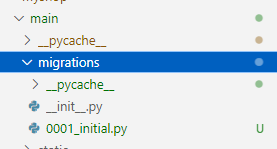 main
__pycache__
migrations
__pycache__
__init__.py
0001_initial.py U